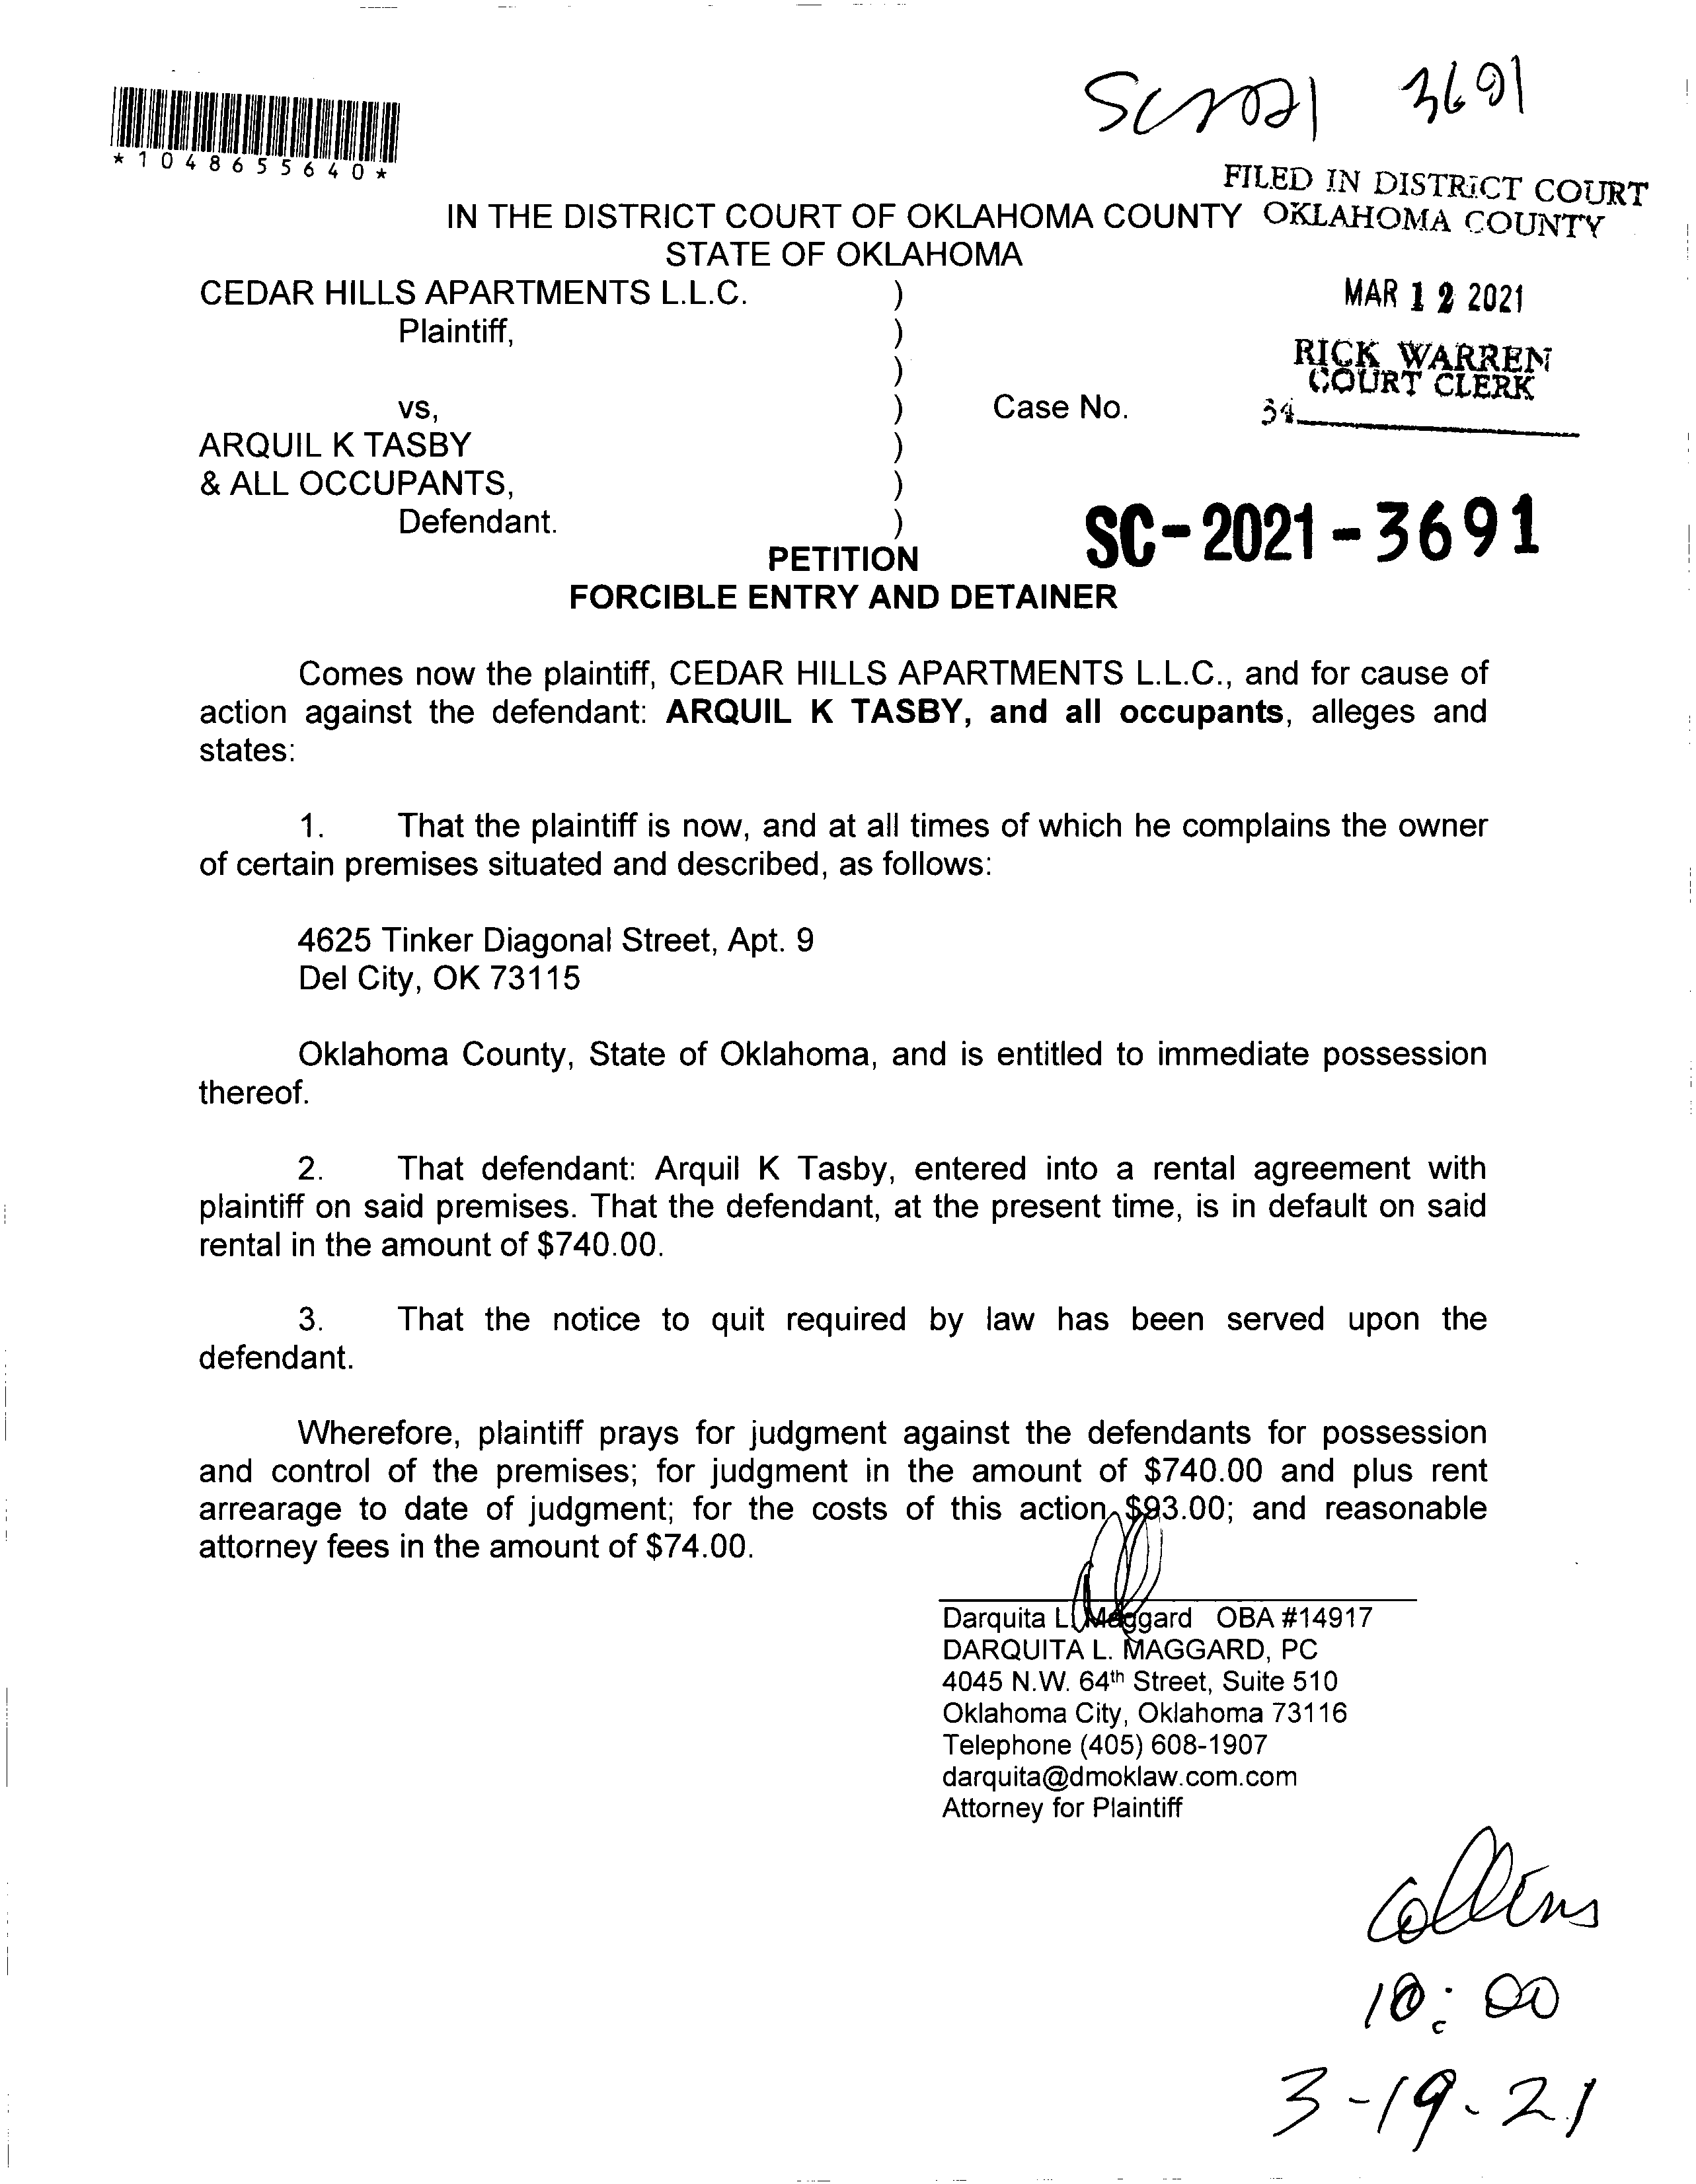 SC2021 3691
*1048655640*
FILED IN DISTRICT COURT
OKLAHOMA COUNTY
IN THE DISTRICT COURT OF OKLAHOMA COUNTY
STATE OF OKLAHOMA
CEDAR HILLS APARTMENTS L.L.C. )
Plaintiff, )
)
vs, ) Case No.
ARQUIL K TASBY )
& ALL OCCUPANTS, )
Defendant. )
MAR 12 2021
RICK WARREN
COURT CLERK
34
SC-2021-3691
PETITION
FORCIBLE ENTRY AND DETAINER
Comes now the plaintiff, CEDAR HILLS APARTMENTS L.L.C., and for cause of
action against the defendant: ARQUIL K TASBY, and all occupants, alleges and
states:
1. That the plaintiff is now, and at all times of which he complains the owner
of certain premises situated and described, as follows:
4625 Tinker Diagonal Street, Apt. 9
Del City, OK 73115
Oklahoma County, State of Oklahoma, and is entitled to immediate possession
thereof.
2. That defendant: Arquil K Tasby, entered into a rental agreement with
plaintiff on said premises. That the defendant, at the present time, is in default on said
rental in the amount of $740.00.
3. That the notice to quit required by law has been served upon the
defendant.
Wherefore, plaintiff prays for judgment against the defendants for possession
and control of the premises; for judgment in the amount of $740.00 and plus rent
arrearage to date of judgment; for the costs of this action, $93.00; and reasonable
attorney fees in the amount of $74.00.
Darquita L. Maggard OBA #14917
DARQUITA L. MAGGARD, PC
4045 N.W. 64th Street, Suite 510
Oklahoma City, Oklahoma 73116
Telephone (405) 608-1907
darquita@dmoklaw.com.com
Attorney for Plaintiff
Collins
10:00
3-19-21